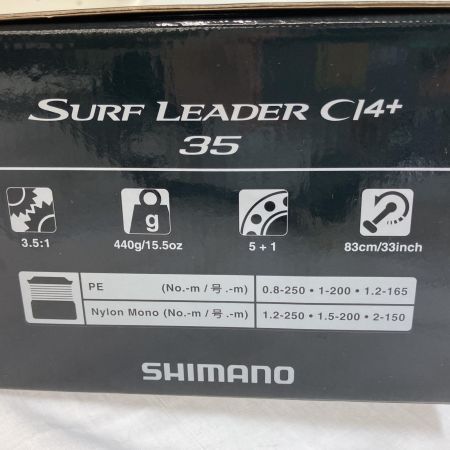 SURF LEADER CI4+
35
g
3.5:1 440g/15.5oz 5 + 1 83cm/33inch
PE (No.-m / 号 .-m) 0.8-250 • 1-200 • 1.2-165
Nylon Mono (No.-m / 号 .-m) 1.2-250 • 1.5-200 • 2-150
SHIMANO